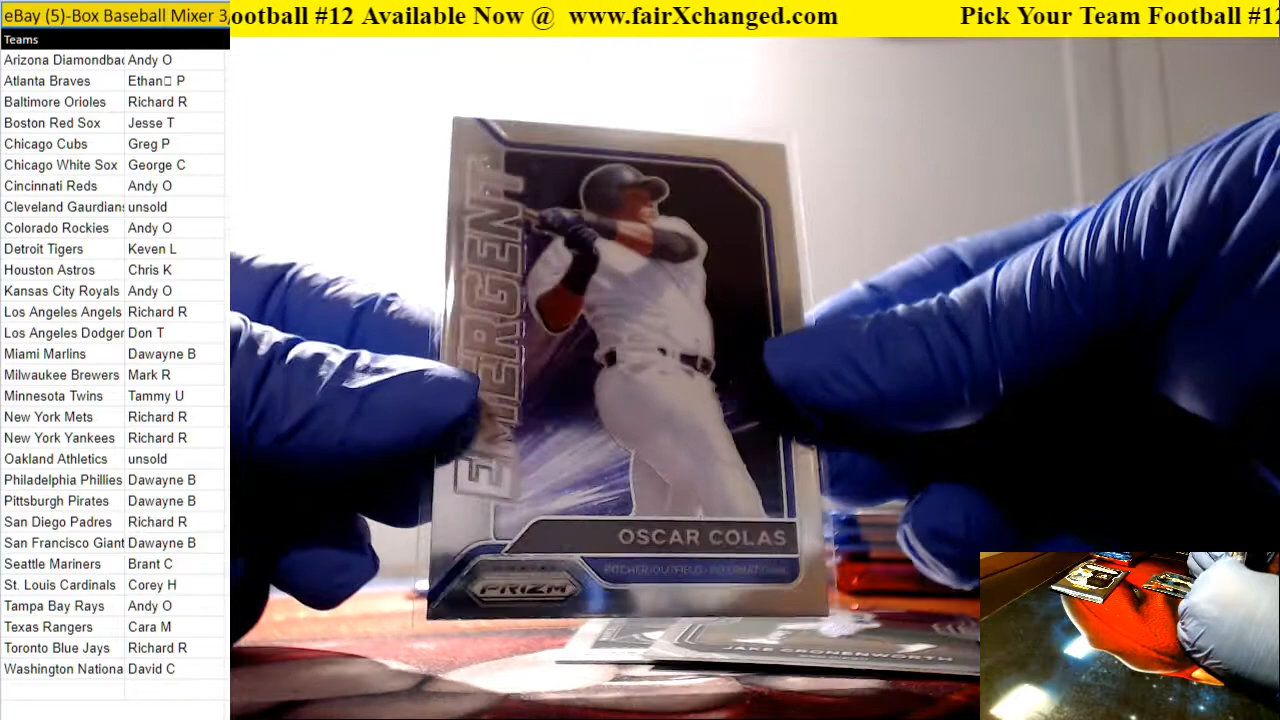 eBay (5)-Box Baseball Mixer 3,
ootball #12 Available Now @ www.fairXchanged.com
Pick Your Team Football #12
Teams
Arizona Diamondbac Andy O
Atlanta Braves Ethan□ P
Baltimore Orioles Richard R
Boston Red Sox Jesse T
Chicago Cubs Greg P
Chicago White Sox George C
Cincinnati Reds Andy O
Cleveland Gaurdians unsold
Colorado Rockies Andy O
Detroit Tigers Keven L
Houston Astros Chris K
Kansas City Royals Andy O
Los Angeles Angels Richard R
Los Angeles Dodger Don T
Miami Marlins Dawayne B
Milwaukee Brewers Mark R
Minnesota Twins Tammy U
New York Mets Richard R
New York Yankees Richard R
Oakland Athletics unsold
Philadelphia Phillies Dawayne B
Pittsburgh Pirates Dawayne B
San Diego Padres Richard R
San Francisco Giant Dawayne B
Seattle Mariners Brant C
St. Louis Cardinals Corey H
Tampa Bay Rays Andy O
Texas Rangers Cara M
Toronto Blue Jays Richard R
Washington Nationa David C
EMERGENT
OSCAR COLAS
PITCHER/OUTFIELD - INTERNATIONAL
PRIZM
JAKE CRONENWORTH